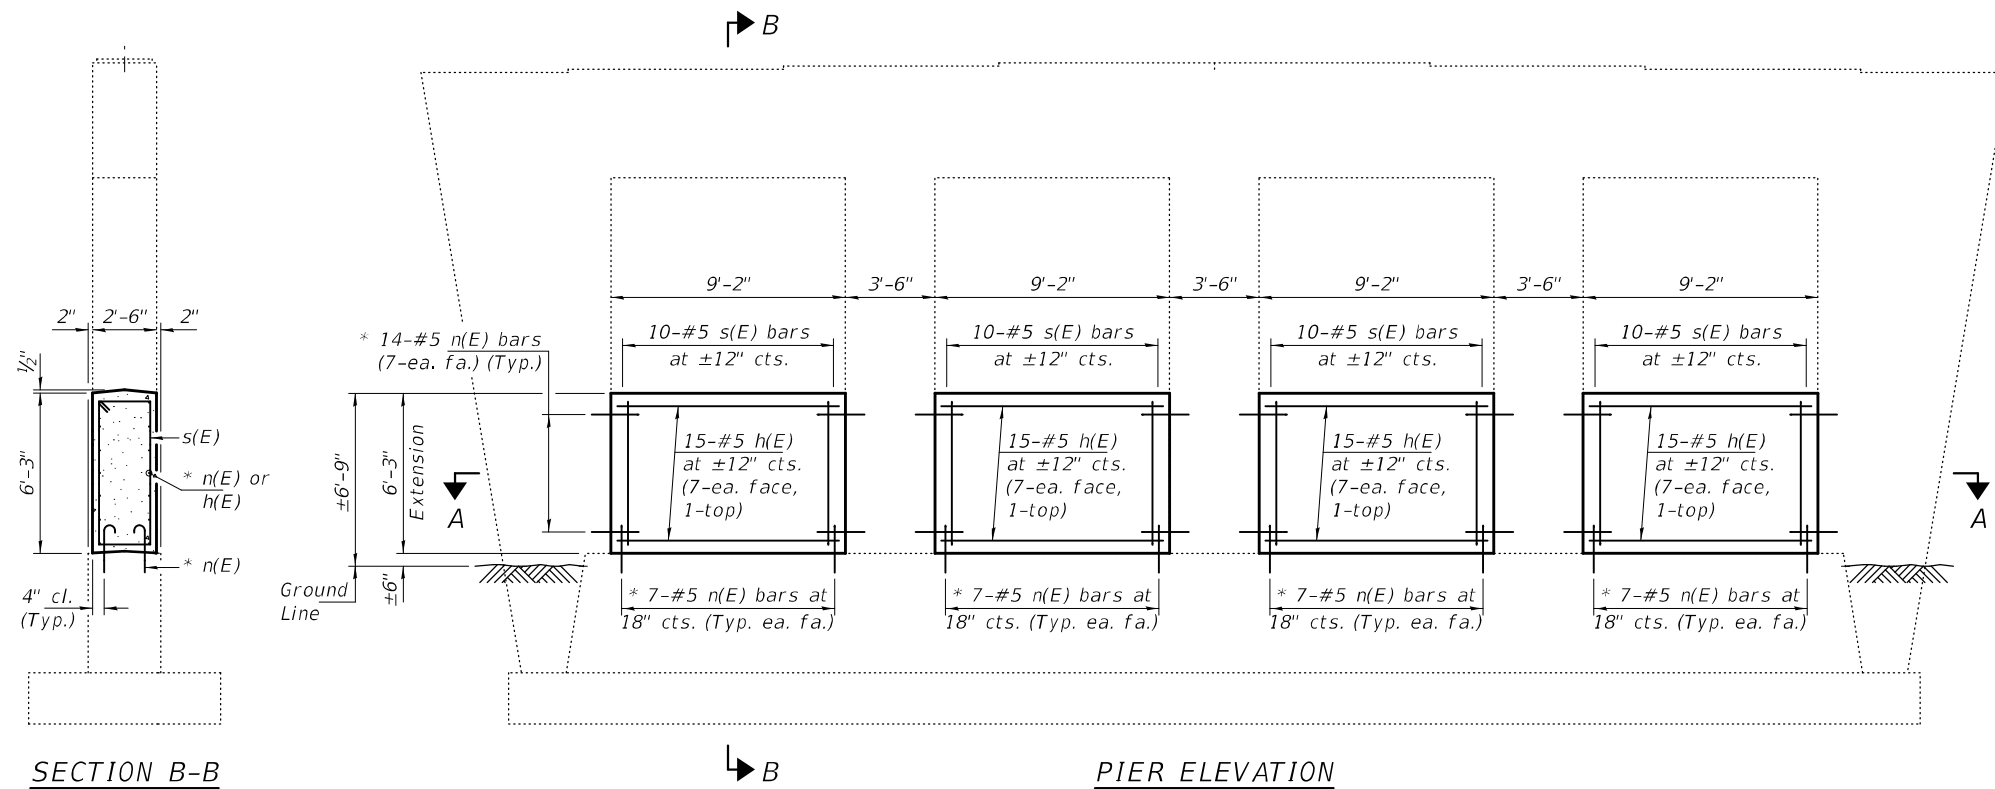 B
9'-2"
3'-6"
9'-2"
3'-6"
9'-2"
3'-6"
9'-2"
2"
2'-6"
2"
* 14-#5 n(E) bars
(7-ea. fa.) (Typ.)
10-#5 s(E) bars
at ±12" cts.
10-#5 s(E) bars
at ±12" cts.
10-#5 s(E) bars
at ±12" cts.
10-#5 s(E) bars
at ±12" cts.
½"
6'-3"
s(E)
* n(E) or
h(E)
* n(E)
4" cl.
(Typ.)
±6'-9"
6'-3"
Extension
±6"
Ground
Line
A
15-#5 h(E)
at ±12" cts.
(7-ea. face,
1-top)
15-#5 h(E)
at ±12" cts.
(7-ea. face,
1-top)
15-#5 h(E)
at ±12" cts.
(7-ea. face,
1-top)
15-#5 h(E)
at ±12" cts.
(7-ea. face,
1-top)
A
* 7-#5 n(E) bars at
18" cts. (Typ. ea. fa.)
* 7-#5 n(E) bars at
18" cts. (Typ. ea. fa.)
* 7-#5 n(E) bars at
18" cts. (Typ. ea. fa.)
* 7-#5 n(E) bars at
18" cts. (Typ. ea. fa.)
B
SECTION B-B
PIER ELEVATION